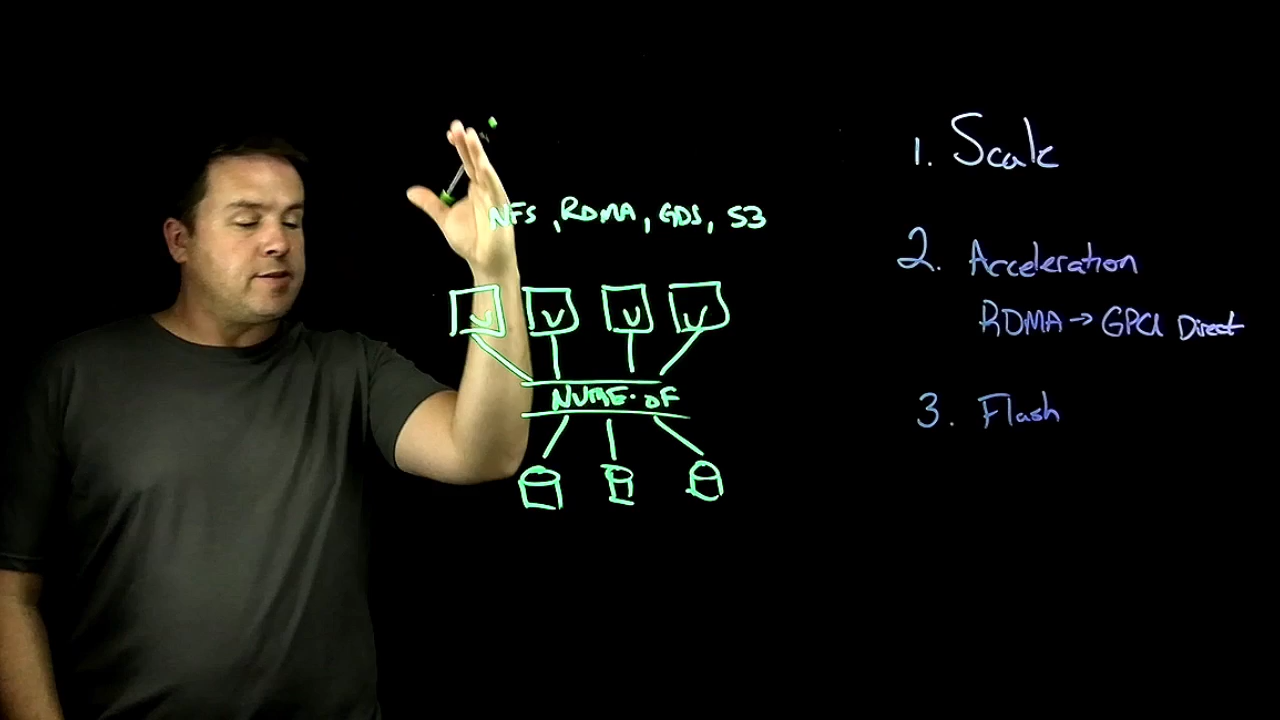 NFS, RDMA, GDS, S3
V V V V
NVME-OF
1. Scale
2. Acceleration
RDMA → GPU Direct
3. Flash